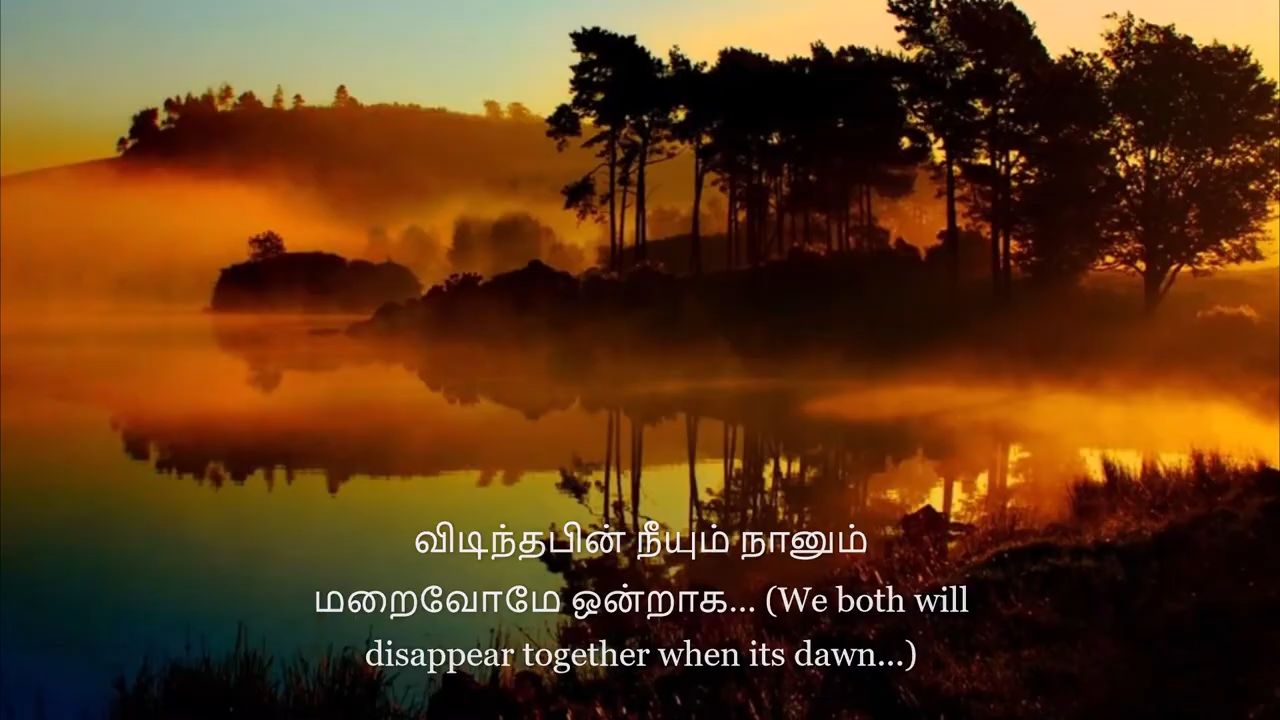 விடிந்தபின் நீயும் நானும்
மறைவோமே ஒன்றாக... (We both will
disappear together when its dawn...)